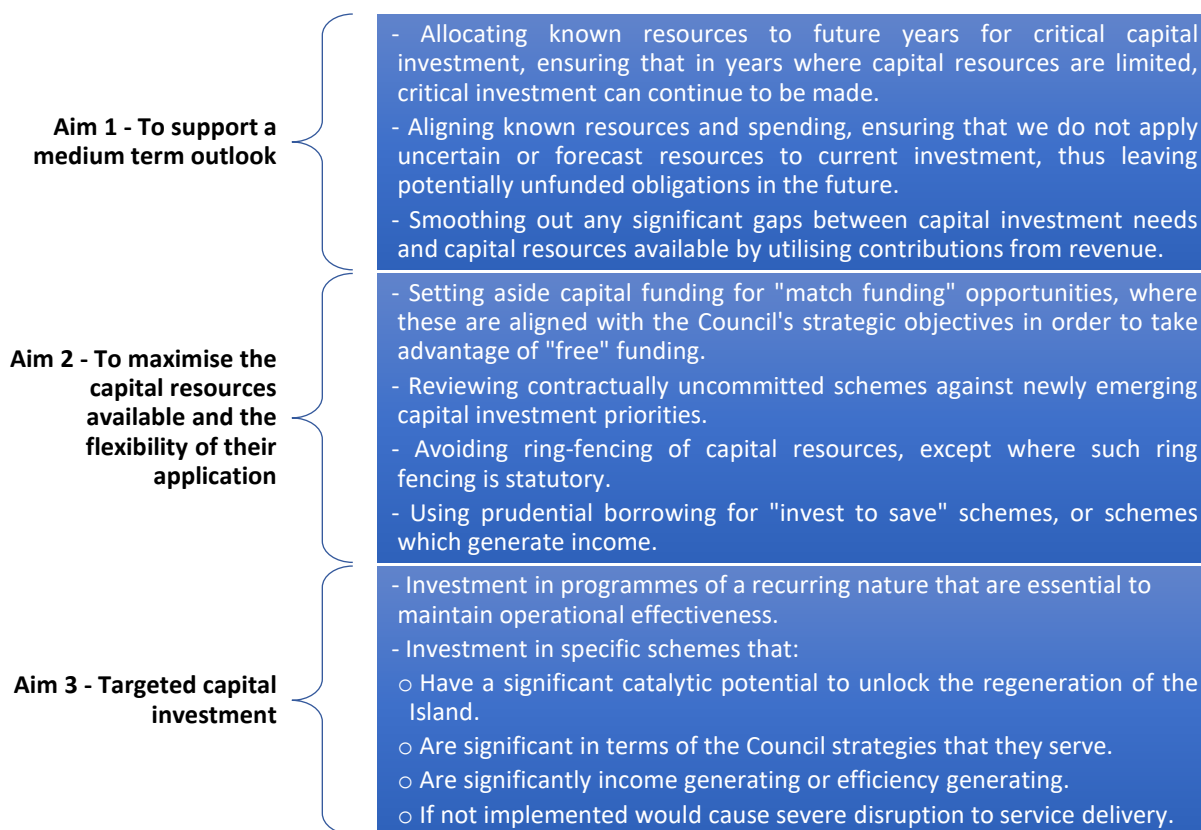 Aim 1 - To support a
medium term outlook
- Allocating known resources to future years for critical capital
investment, ensuring that in years where capital resources are limited,
critical investment can continue to be made.
- Aligning known resources and spending, ensuring that we do not apply
uncertain or forecast resources to current investment, thus leaving
potentially unfunded obligations in the future.
- Smoothing out any significant gaps between capital investment needs
and capital resources available by utilising contributions from revenue.
Aim 2 - To maximise the
capital resources
available and the
flexibility of their
application
- Setting aside capital funding for "match funding" opportunities, where
these are aligned with the Council's strategic objectives in order to take
advantage of "free" funding.
- Reviewing contractually uncommitted schemes against newly emerging
capital investment priorities.
- Avoiding ring-fencing of capital resources, except where such ring
fencing is statutory.
- Using prudential borrowing for "invest to save" schemes, or schemes
which generate income.
Aim 3 - Targeted capital
investment
- Investment in programmes of a recurring nature that are essential to
maintain operational effectiveness.
- Investment in specific schemes that:
o Have a significant catalytic potential to unlock the regeneration of the
Island.
o Are significant in terms of the Council strategies that they serve.
o Are significantly income generating or efficiency generating.
o If not implemented would cause severe disruption to service delivery.